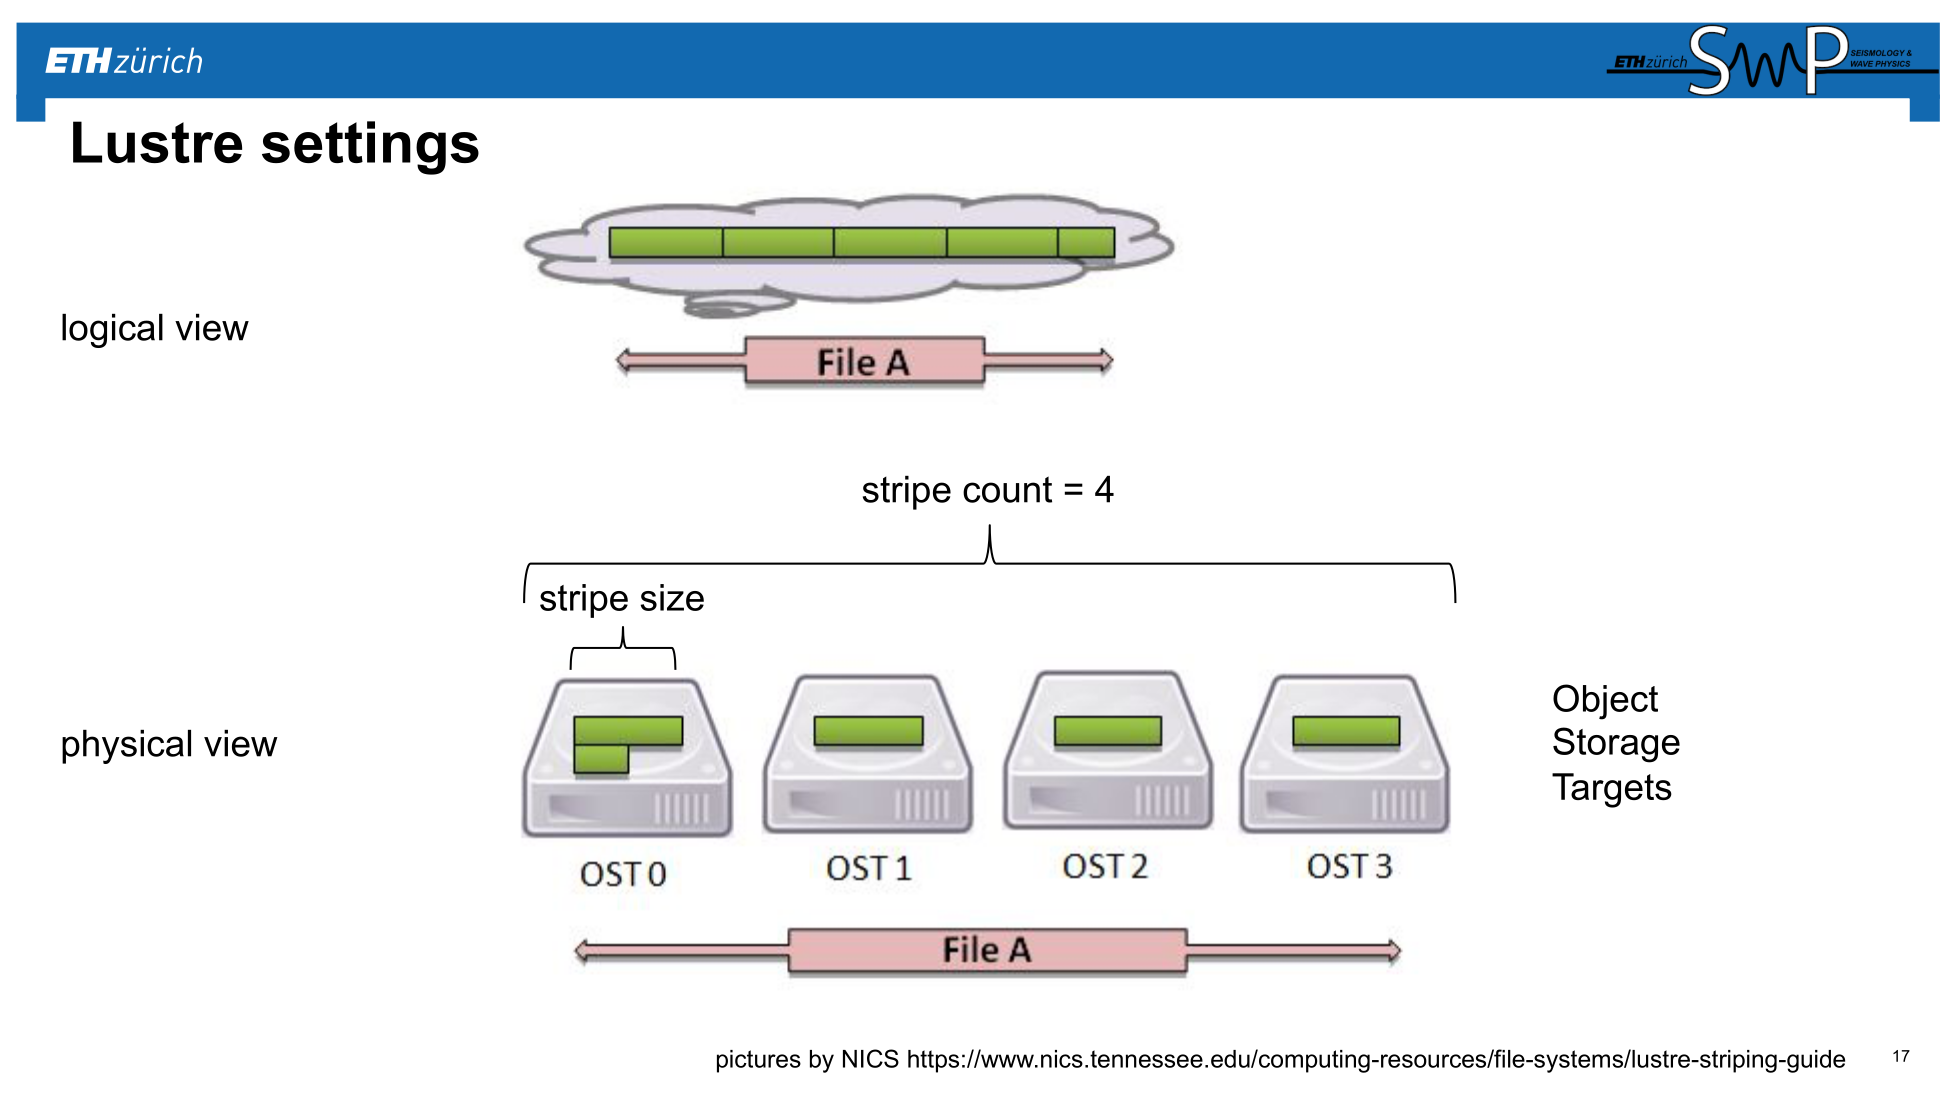 ETH zürich
ETH zürich SWP SEISMOLOGY &
WAVE PHYSICS
Lustre settings
logical view
File A
stripe count = 4
stripe size
physical view
Object
Storage
Targets
OST 0
OST 1
OST 2
OST 3
File A
pictures by NICS https://www.nics.tennessee.edu/computing-resources/file-systems/lustre-striping-guide
17